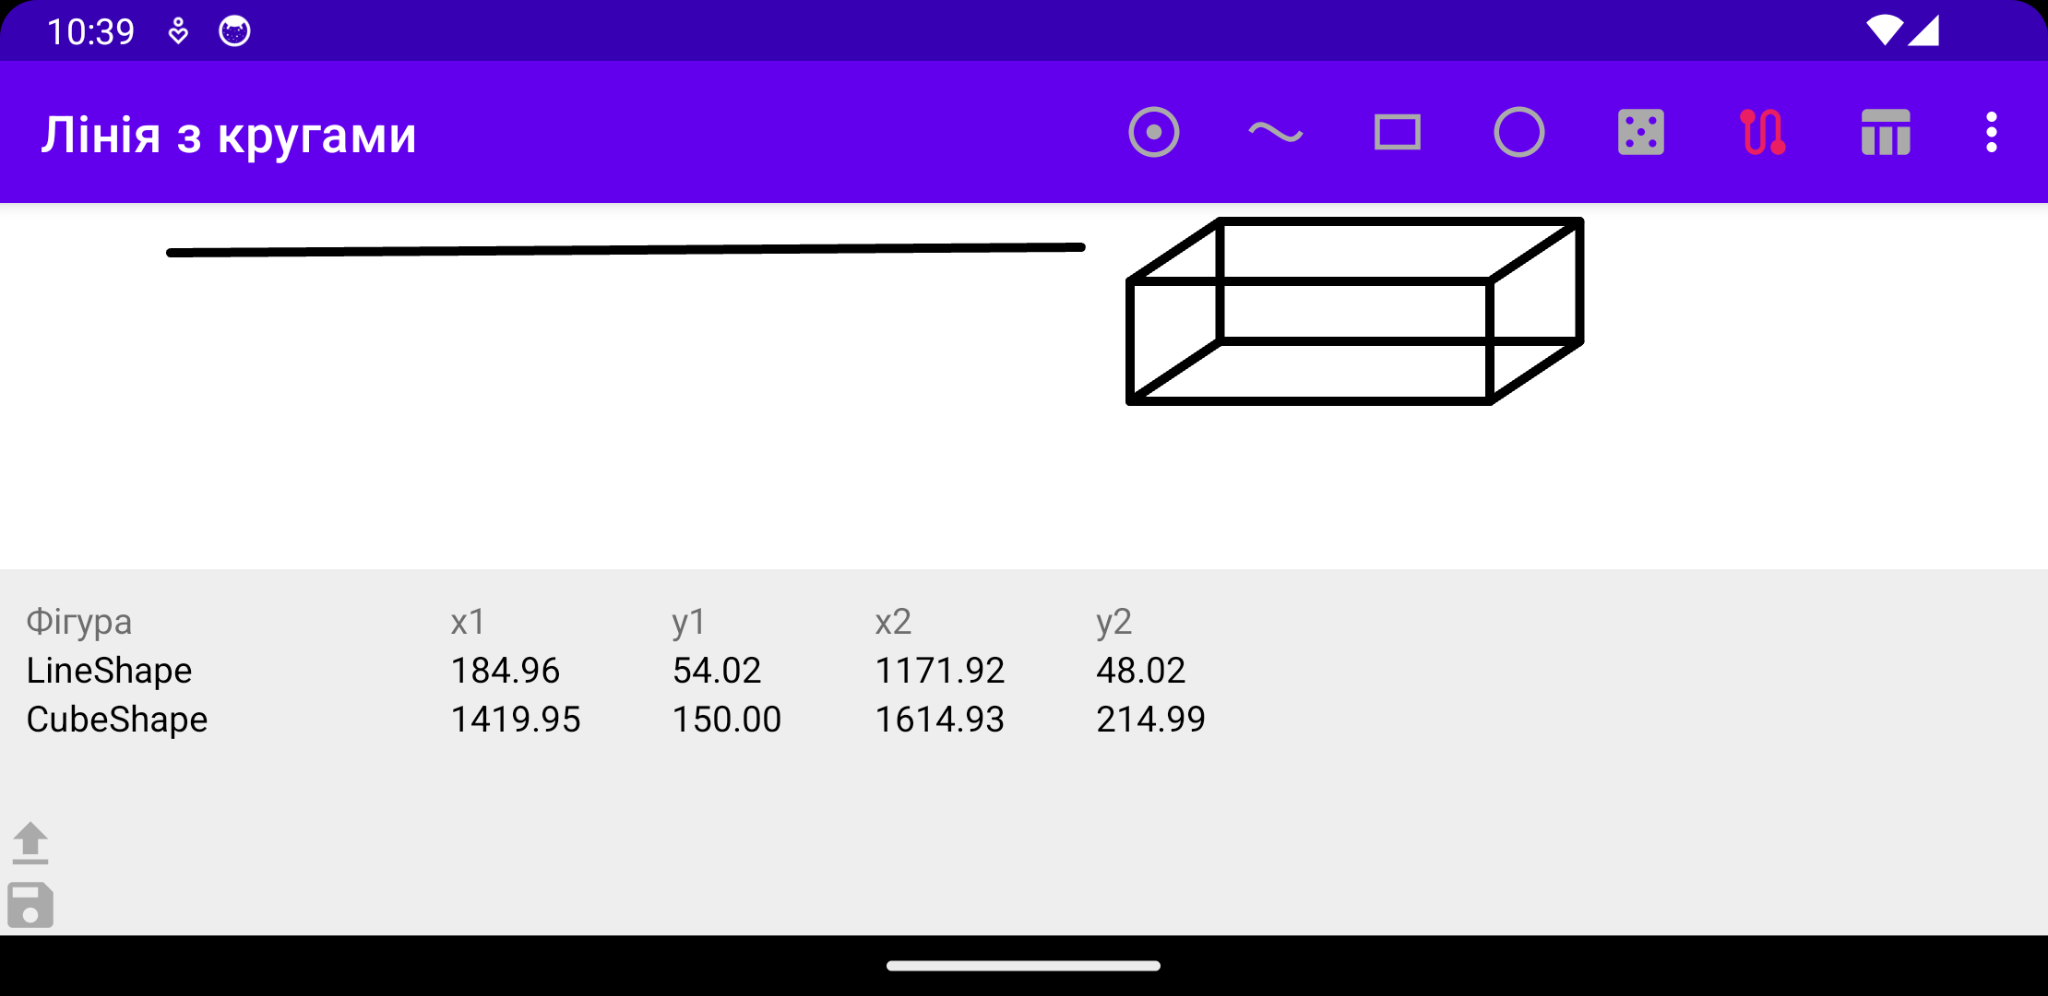 10:39
Лінія з кругами
Фігура x1 y1 x2 y2
LineShape 184.96 54.02 1171.92 48.02
CubeShape 1419.95 150.00 1614.93 214.99